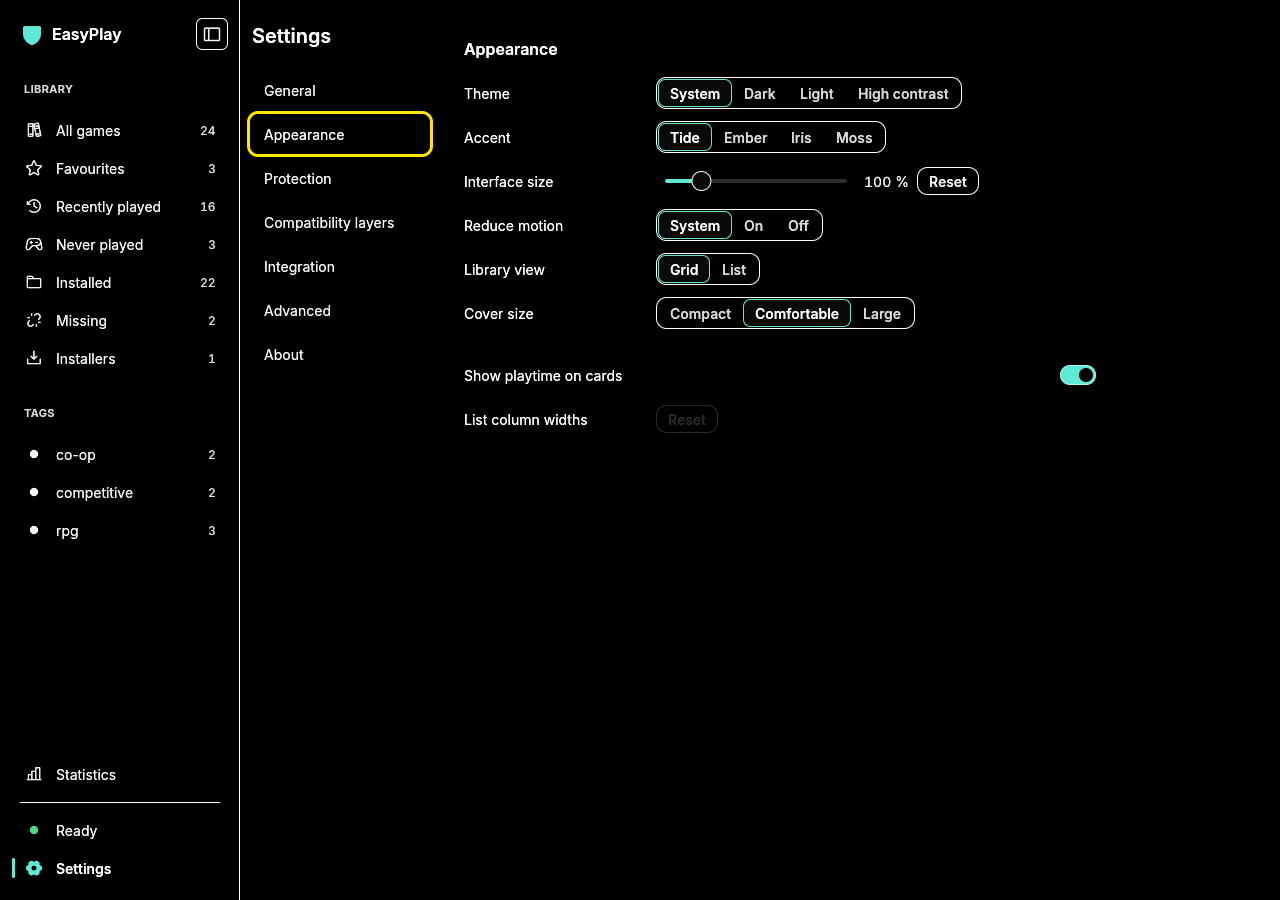 EasyPlay
LIBRARY
All games 24
Favourites 3
Recently played 16
Never played 3
Installed 22
Missing 2
Installers 1
TAGS
co-op 2
competitive 2
rpg 3
Statistics
Ready
Settings
Settings
General
Appearance
Protection
Compatibility layers
Integration
Advanced
About
Appearance
Theme System Dark Light High contrast
Accent Tide Ember Iris Moss
Interface size 100 % Reset
Reduce motion System On Off
Library view Grid List
Cover size Compact Comfortable Large
Show playtime on cards
List column widths Reset